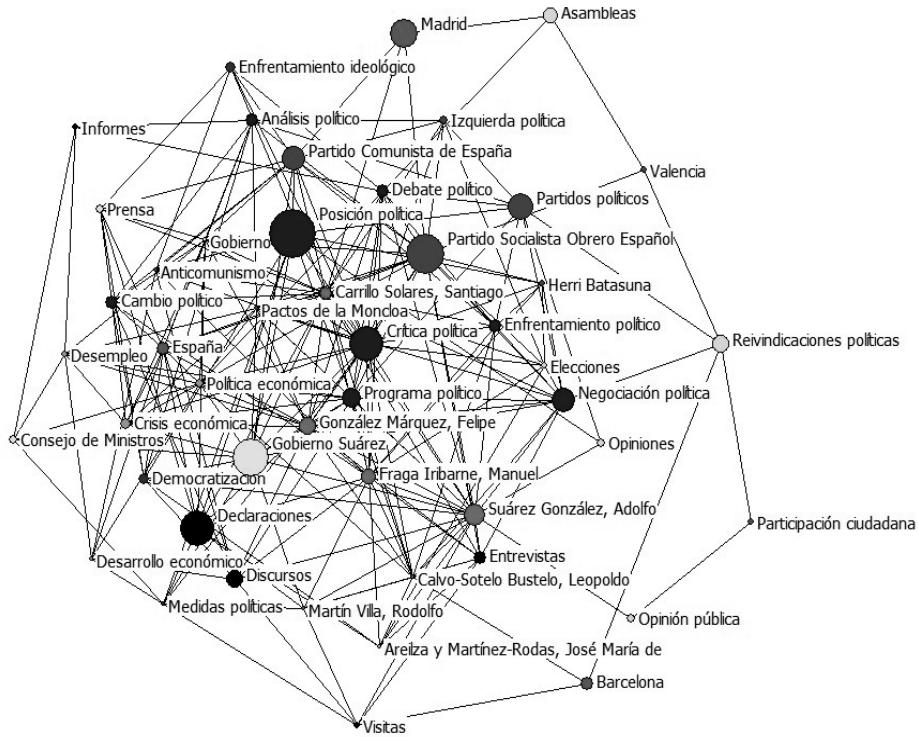 Madrid
Asambleas
Enfrentamiento ideológico
Análisis político
Izquierda política
Informes
Partido Comunista de España
Valencia
Debate político
Partidos políticos
Prensa
Posición política
Gobierno
Partido Socialista Obrero Español
Anticomunismo
Herri Batasuna
Carrillo Solares, Santiago
Cambio político
Pactos de la Moncloa
Enfrentamiento político
Crítica política
Reivindicaciones políticas
España
Desempleo
Elecciones
Política económica
Programa político
Negociación política
Crisis económica
González Márquez, Felipe
Consejo de Ministros
Gobierno Suárez
Opiniones
Fraga Iribarne, Manuel
Democratización
Suárez González, Adolfo
Declaraciones
Participación ciudadana
Entrevistas
Desarrollo económico
Discursos
Calvo-Sotelo Bustelo, Leopoldo
Medidas políticas
Martín Villa, Rodolfo
Opinión pública
Areilza y Martínez-Rodas, José María de
Barcelona
Visitas